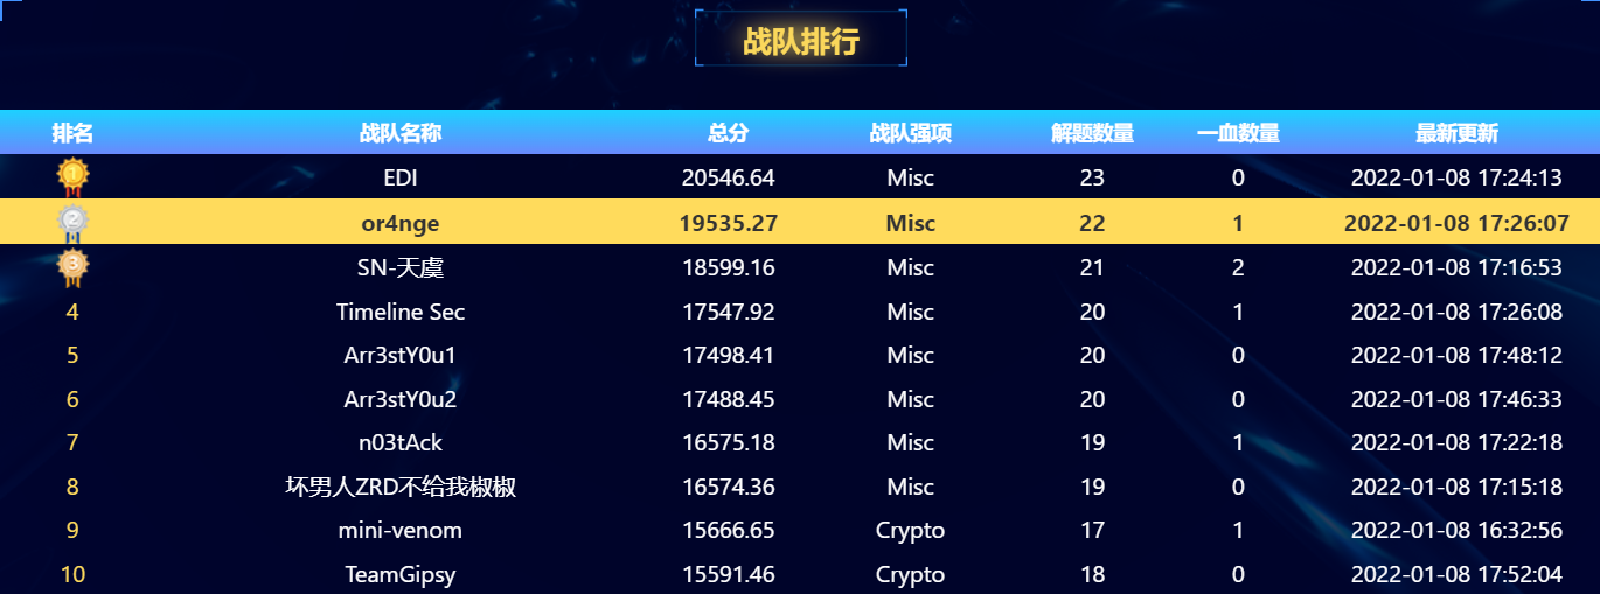 战队排行
排名 战队名称 总分 战队强项 解题数量 一血数量 最新更新
1 EDI 20546.64 Misc 23 0 2022-01-08 17:24:13
2 or4nge 19535.27 Misc 22 1 2022-01-08 17:26:07
3 SN-天虞 18599.16 Misc 21 2 2022-01-08 17:16:53
4 Timeline Sec 17547.92 Misc 20 1 2022-01-08 17:26:08
5 Arr3stY0u1 17498.41 Misc 20 0 2022-01-08 17:48:12
6 Arr3stY0u2 17488.45 Misc 20 0 2022-01-08 17:46:33
7 n03tAck 16575.18 Misc 19 1 2022-01-08 17:22:18
8 坏男人ZRD不给我椒椒 16574.36 Misc 19 0 2022-01-08 17:15:18
9 mini-venom 15666.65 Crypto 17 1 2022-01-08 16:32:56
10 TeamGipsy 15591.46 Crypto 18 0 2022-01-08 17:52:04